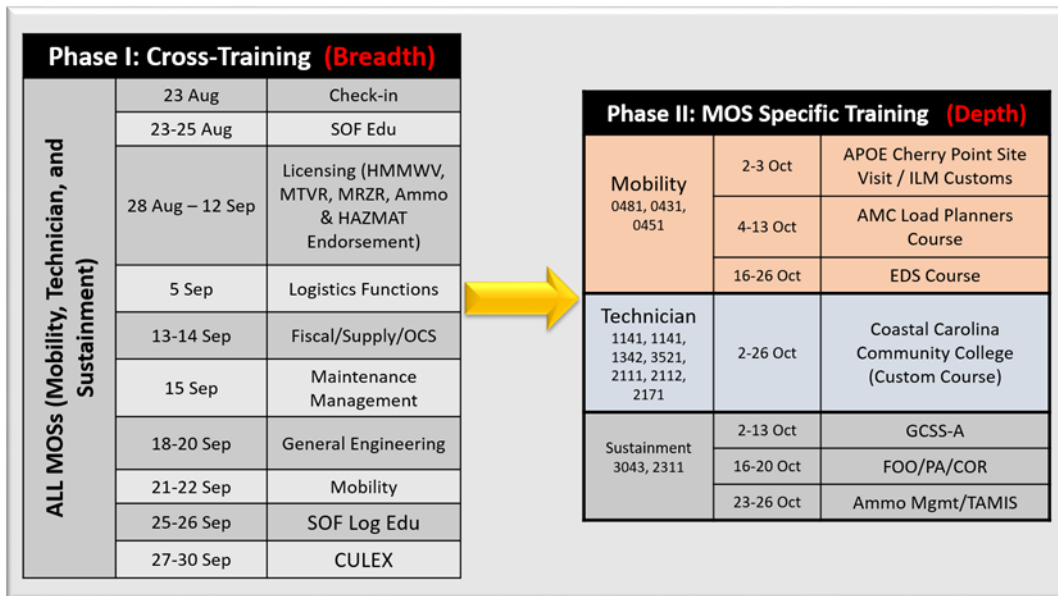 Phase I: Cross-Training (Breadth)
ALL MOSs (Mobility, Technician, and
Sustainment)
23 Aug
Check-in
23-25 Aug
SOF Edu
28 Aug – 12 Sep
Licensing (HMMWV,
MTVR, MRZR, Ammo
& HAZMAT
Endorsement)
5 Sep
Logistics Functions
13-14 Sep
Fiscal/Supply/OCS
15 Sep
Maintenance
Management
18-20 Sep
General Engineering
21-22 Sep
Mobility
25-26 Sep
SOF Log Edu
27-30 Sep
CULEX
Phase II: MOS Specific Training (Depth)
Mobility
0481, 0431,
0451
2-3 Oct
APOE Cherry Point Site
Visit / ILM Customs
4-13 Oct
AMC Load Planners
Course
16-26 Oct
EDS Course
Technician
1141, 1141,
1342, 3521,
2111, 2112,
2171
2-26 Oct
Coastal Carolina
Community College
(Custom Course)
Sustainment
3043, 2311
2-13 Oct
GCSS-A
16-20 Oct
FOO/PA/COR
23-26 Oct
Ammo Mgmt/TAMIS